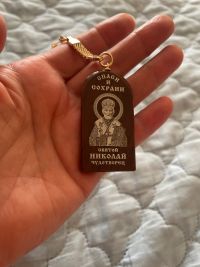 СПАСИ
И
СОХРАНИ
СВЯТОЙ
НИКОЛАЙ
ЧУДОТВОРЕЦ